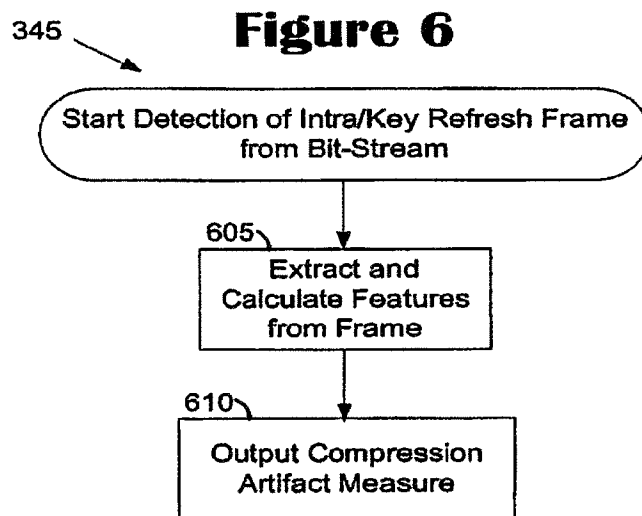 Figure 6
345
Start Detection of Intra/Key Refresh Frame
from Bit-Stream
605
Extract and
Calculate Features
from Frame
610
Output Compression
Artifact Measure